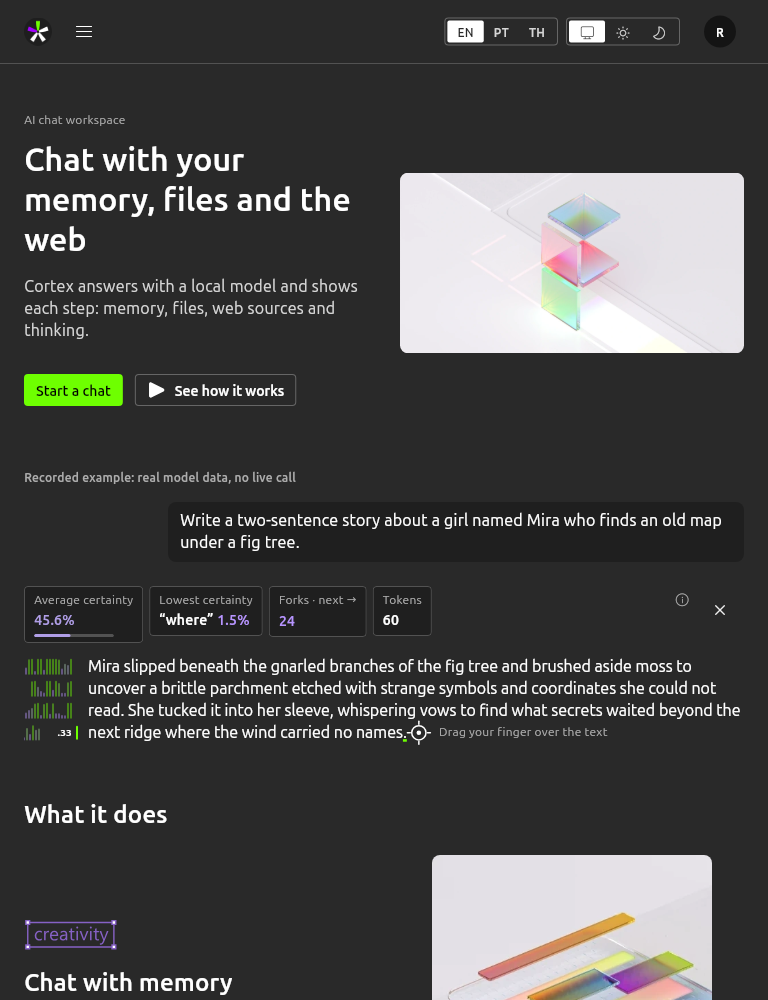 EN PT TH R
AI chat workspace
Chat with your
memory, files and the
web
Cortex answers with a local model and shows
each step: memory, files, web sources and
thinking.
Start a chat See how it works
Recorded example: real model data, no live call
Write a two-sentence story about a girl named Mira who finds an old map
under a fig tree.
Average certainty Lowest certainty Forks · next → Tokens
45.6% “where” 1.5% 24 60
Mira slipped beneath the gnarled branches of the fig tree and brushed aside moss to
uncover a brittle parchment etched with strange symbols and coordinates she could not
read. She tucked it into her sleeve, whispering vows to find what secrets waited beyond the
.33 next ridge where the wind carried no names. Drag your finger over the text
What it does
creativity
Chat with memory